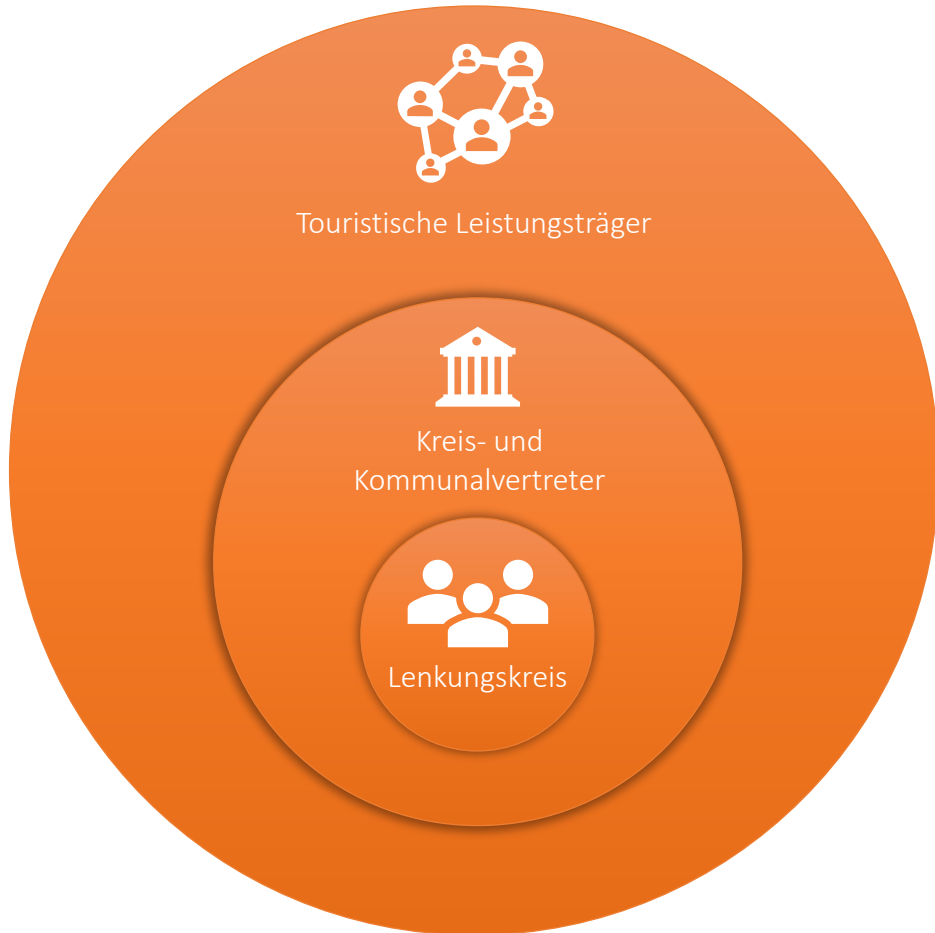 Touristische Leistungsträger
Kreis- und
Kommunalvertreter
Lenkungskreis